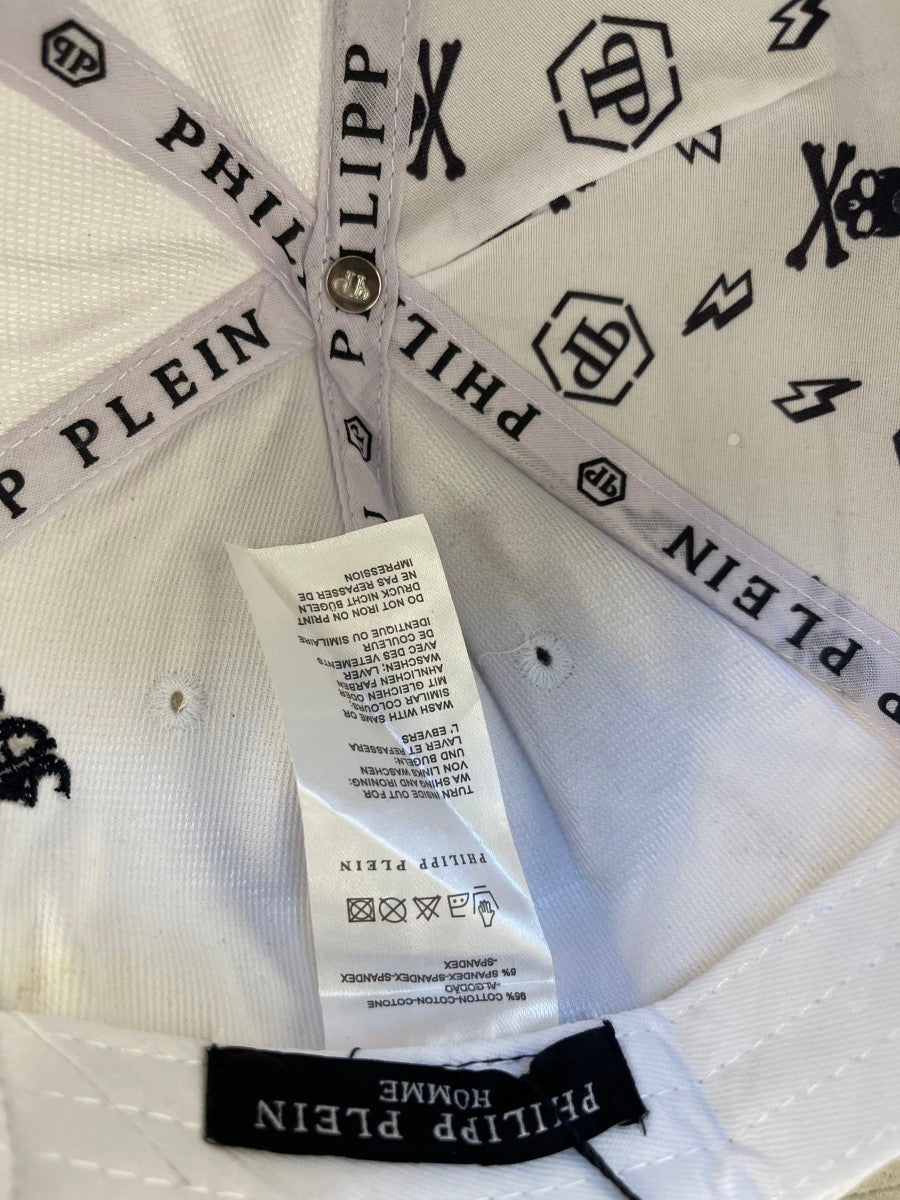 PHILIPP
PHILIPP
PHILIPP
PLEIN
P PLEIN
P PLEIN
P
95% COTTON-COTON-COTONE
-ALGODÃO
5% SPANDEX-SPANDEX-SPANDEX
-SPANDEX
PHILIPP PLEIN
TURN INSIDE OUT FOR
WA SHING AND IRONING:
VON LINKS WASCHEN
UND BÜGELN:
LAVER ET REPASSERA
L' EBVERS
WASH WITH SAME OR
SIMILAR COLOURS:
MIT GLEICHEN ODER
ÄHNLICHEN FARBEN
WASCHEN; LAVER
AVEC DES VETEMENTS
DE COULEUR
IDENTIQUE OU SIMILAIRE
DO NOT IRON ON PRINT
DRUCK NICHT BÜGELN
NE PAS REPASSER DE
IMPRESSION
PHILIPP PLEIN
HOMME